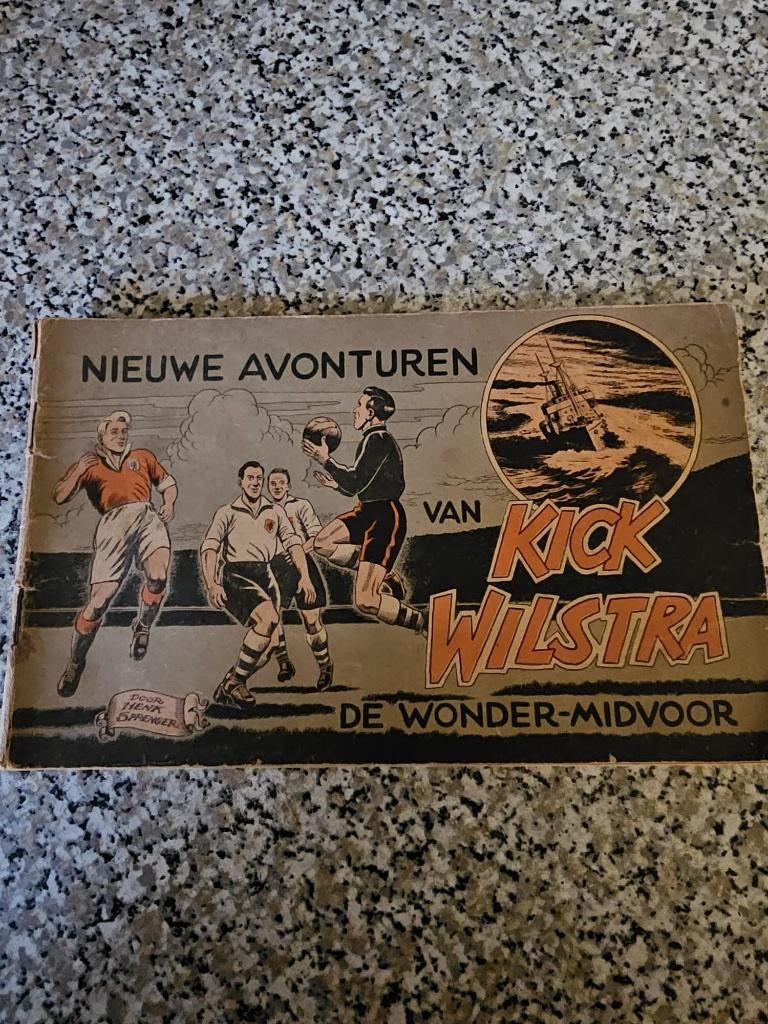 NIEUWE AVONTUREN
VAN KICK
WILSTRA
DE WONDER-MIDVOOR
DOOR
HENK
SPRENGER